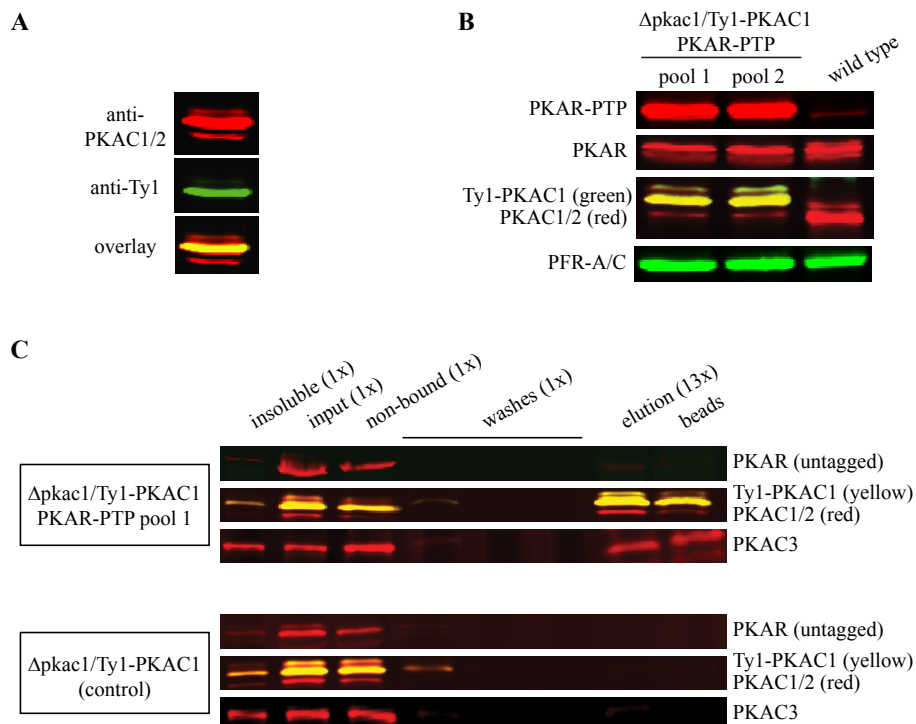 A
anti-
PKAC1/2
anti-Ty1
overlay
B
Δpkac1/Ty1-PKAC1
PKAR-PTP
pool 1
pool 2
wild type
PKAR-PTP
PKAR
Ty1-PKAC1 (green)
PKAC1/2 (red)
PFR-A/C
C
insoluble (1x)
input (1x)
non-bound (1x)
washes (1x)
elution (13x)
beads
Δpkac1/Ty1-PKAC1
PKAR-PTP pool 1
PKAR (untagged)
Ty1-PKAC1 (yellow)
PKAC1/2 (red)
PKAC3
Δpkac1/Ty1-PKAC1
(control)
PKAR (untagged)
Ty1-PKAC1 (yellow)
PKAC1/2 (red)
PKAC3